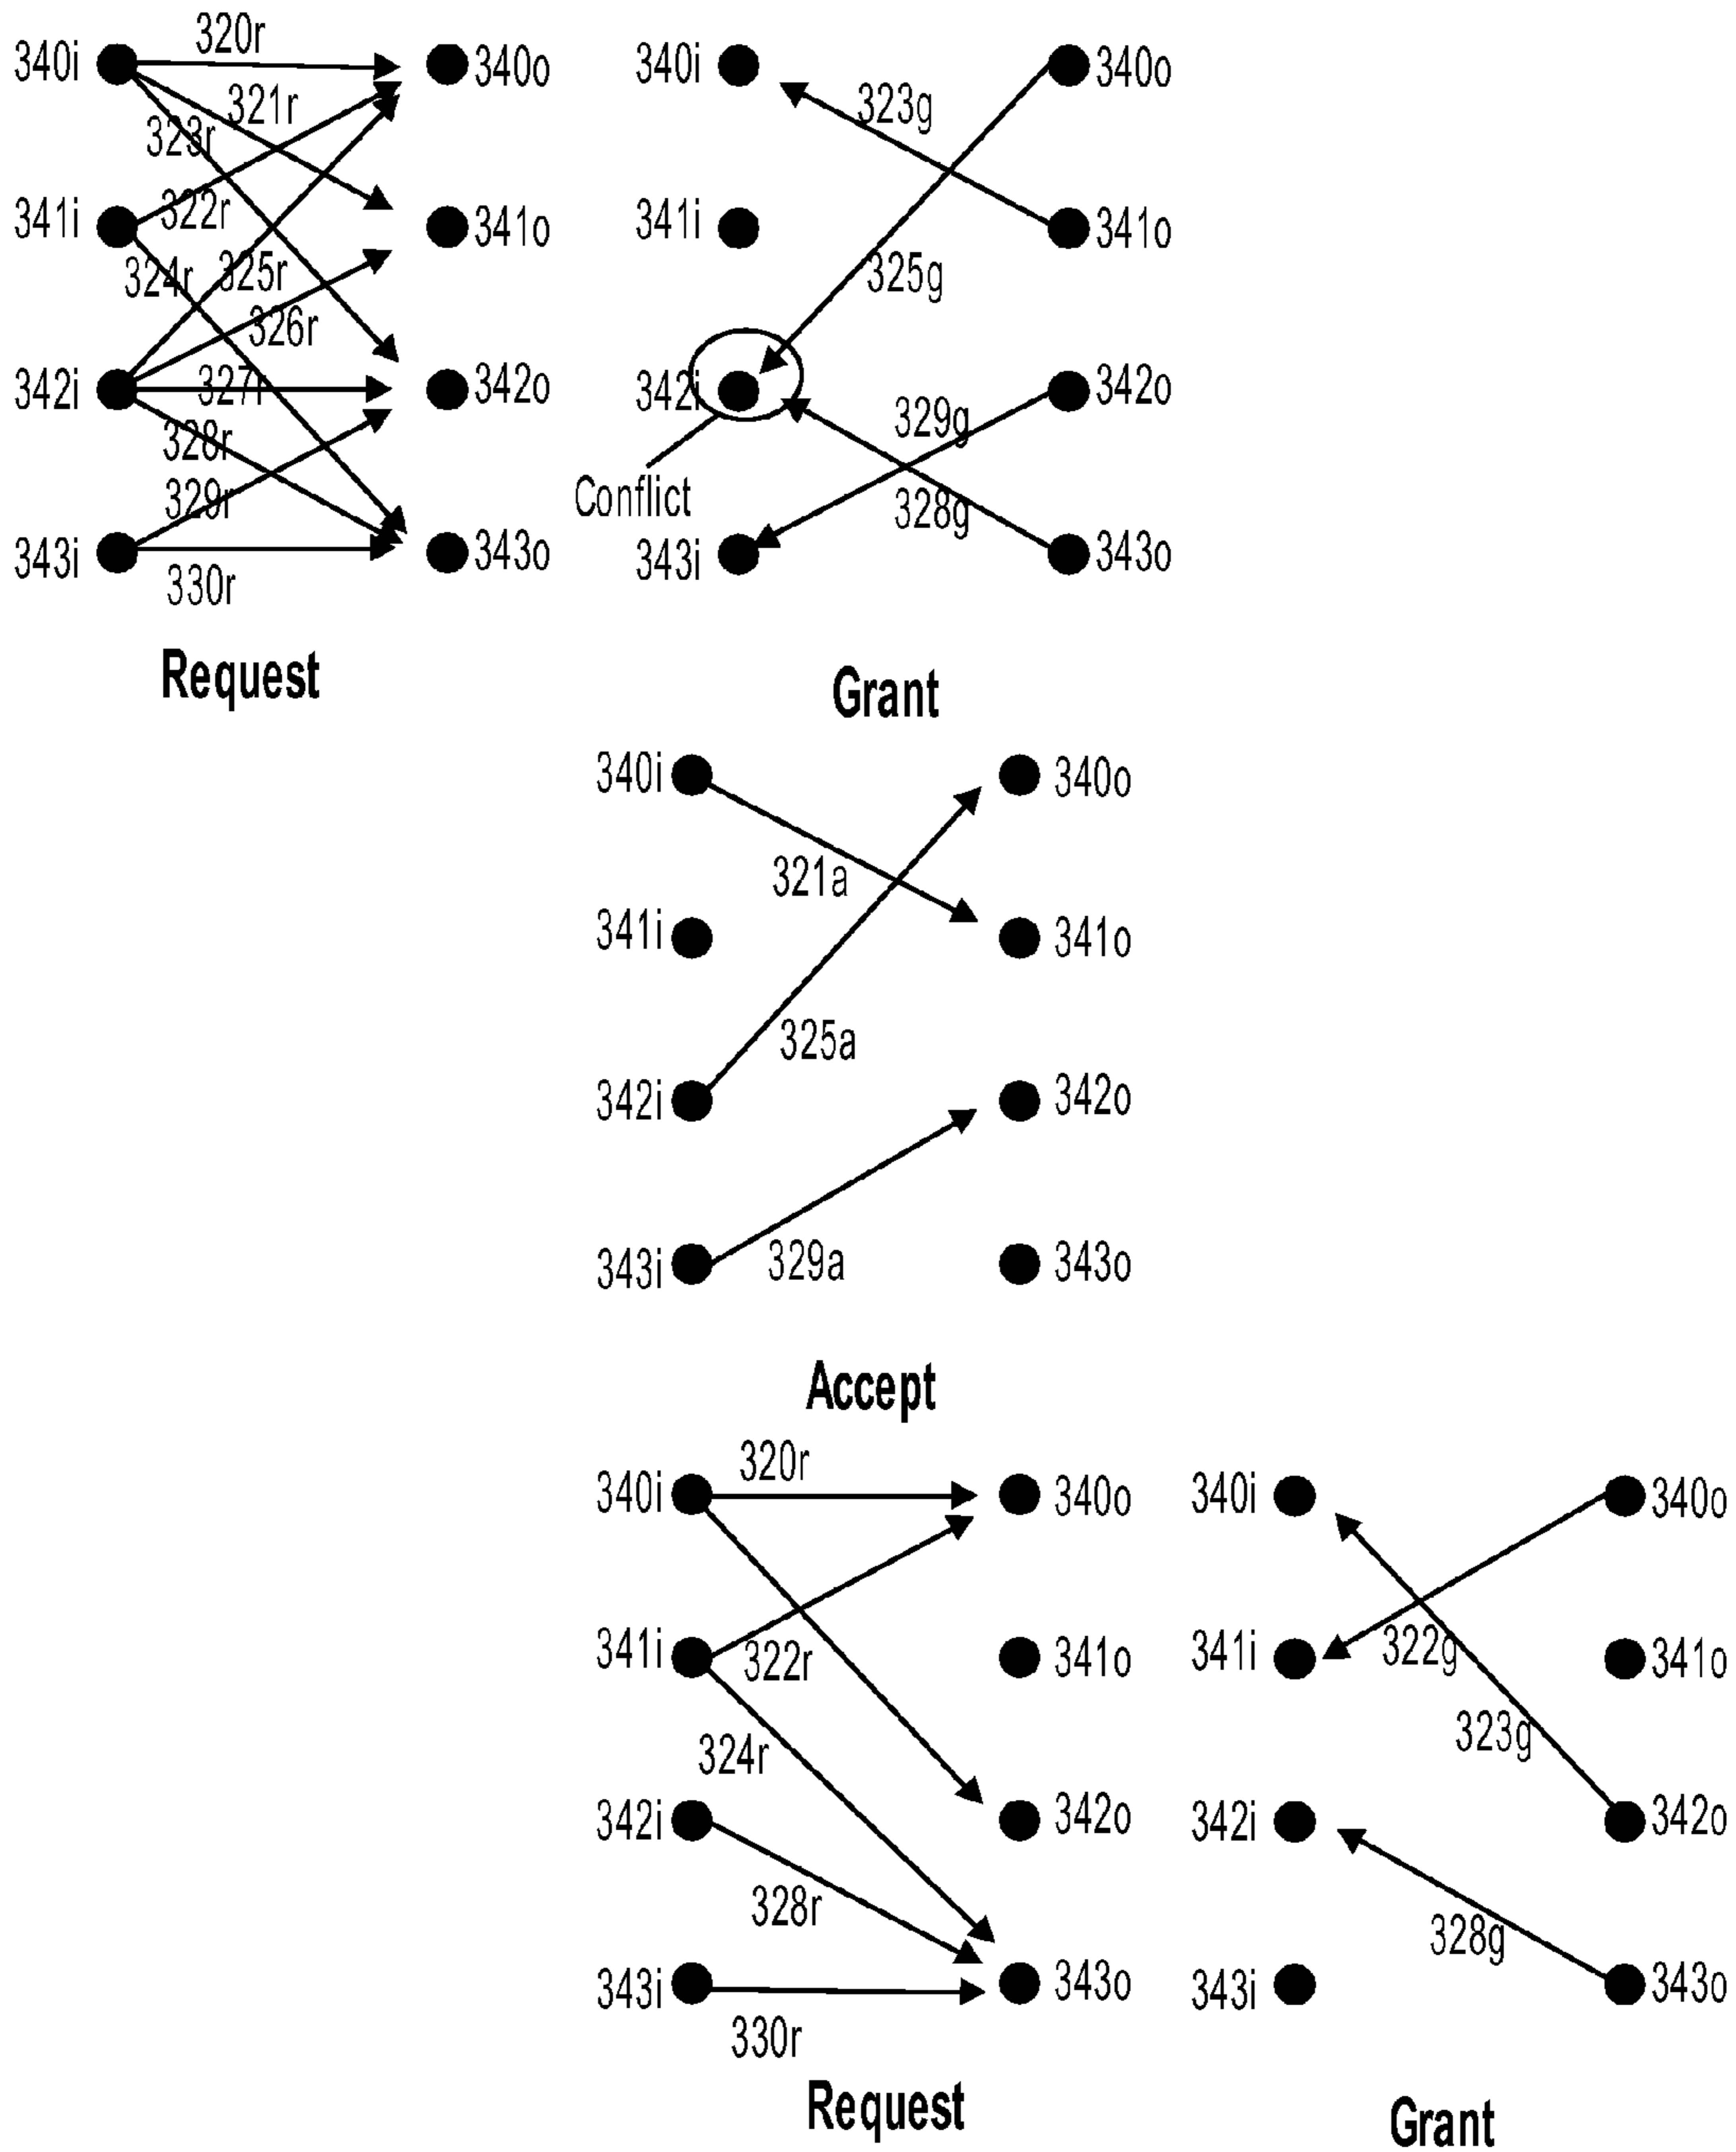 320r
340i 340o 340i 340o
321r 323g
323r
322r
341i 341o 341i 341o
324r 325r 325g
326r
342i 327r 342o 342i 342o
328r 329g
329r Conflict 328g
343i 343o 343i 343o
330r
Request
Grant
340i 340o
321a
341i 341o
325a
342i 342o
343i 329a 343o
Accept
320r
340i 340o 340i 340o
341i 322r 341o 341i 322g 341o
324r 323g
342i 342o 342i 342o
328r 328g
343i 343o 343i 343o
330r
Request
Grant